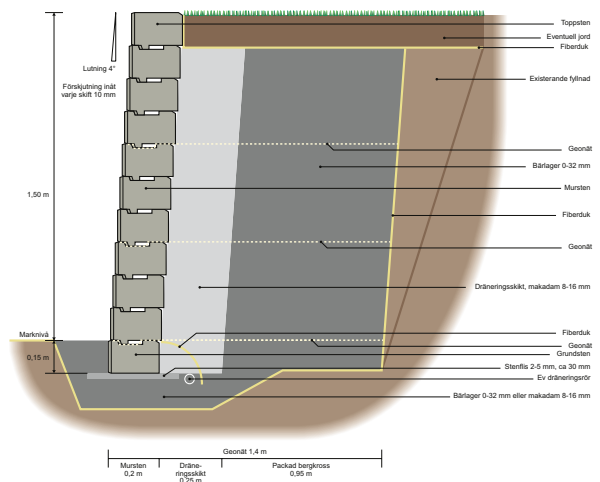 Toppsten
Eventuell jord
Fiberduk
Lutning 4°
Existerande fyllnad
Förskjutning inåt
varje skift 10 mm
Geonät
Bärlager 0-32 mm
1,50 m
Mursten
Fiberduk
Geonät
Dräneringsskikt, makadam 8-16 mm
Fiberduk
Marknivå
Geonät
Grundsten
0,15 m
Stenflis 2-5 mm, ca 30 mm
Ev dräneringsrör
Bärlager 0-32 mm eller makadam 8-16 mm
Geonät 1,4 m
Mursten
0,2 m
Dräne-
ringsskikt
0,25 m
Packad bergkross
0,95 m